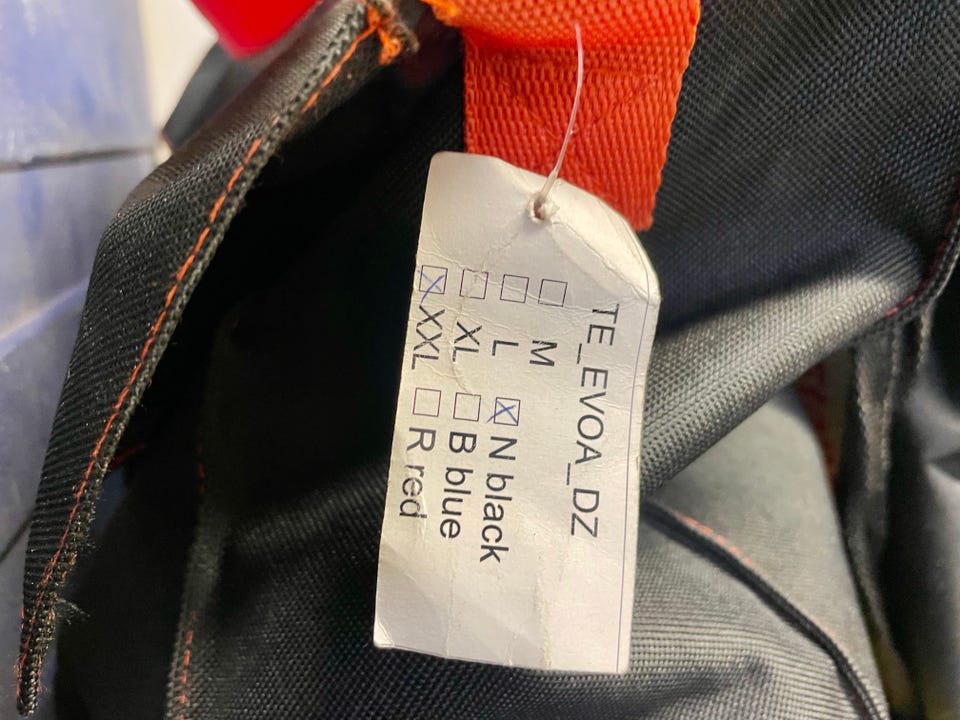 TE_EVOA_DZ
☐ M
☐ L ☒ N black
☐ XL ☐ B blue
☒ XXL ☐ R red